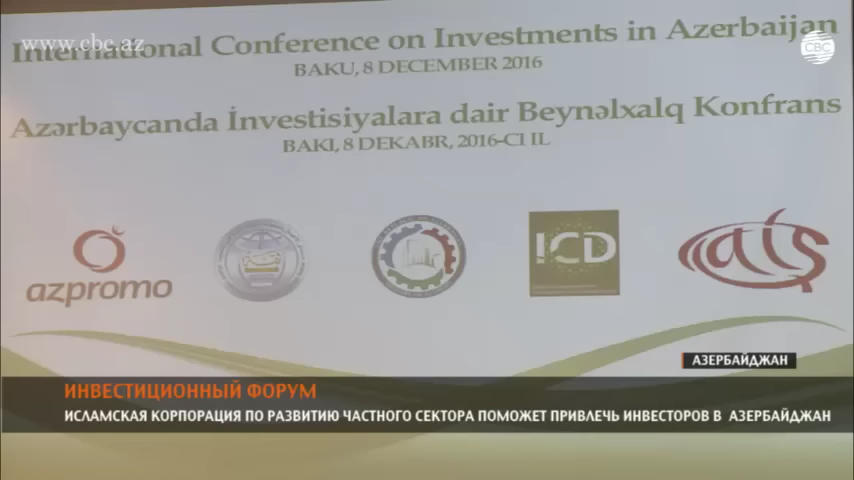 www.cbc.az
CBC
International Conference on Investments in Azerbaijan
BAKU, 8 DECEMBER 2016
Azərbaycanda İnvestisiyalara dair Beynəlxalq Konfrans
BAKI, 8 DEKABR, 2016-CI IL
azpromo
ICD
АЗЕРБАЙДЖАН
ИНВЕСТИЦИОННЫЙ ФОРУМ
ИСЛАМСКАЯ КОРПОРАЦИЯ ПО РАЗВИТИЮ ЧАСТНОГО СЕКТОРА ПОМОЖЕТ ПРИВЛЕЧЬ ИНВЕСТОРОВ В АЗЕРБАЙДЖАН